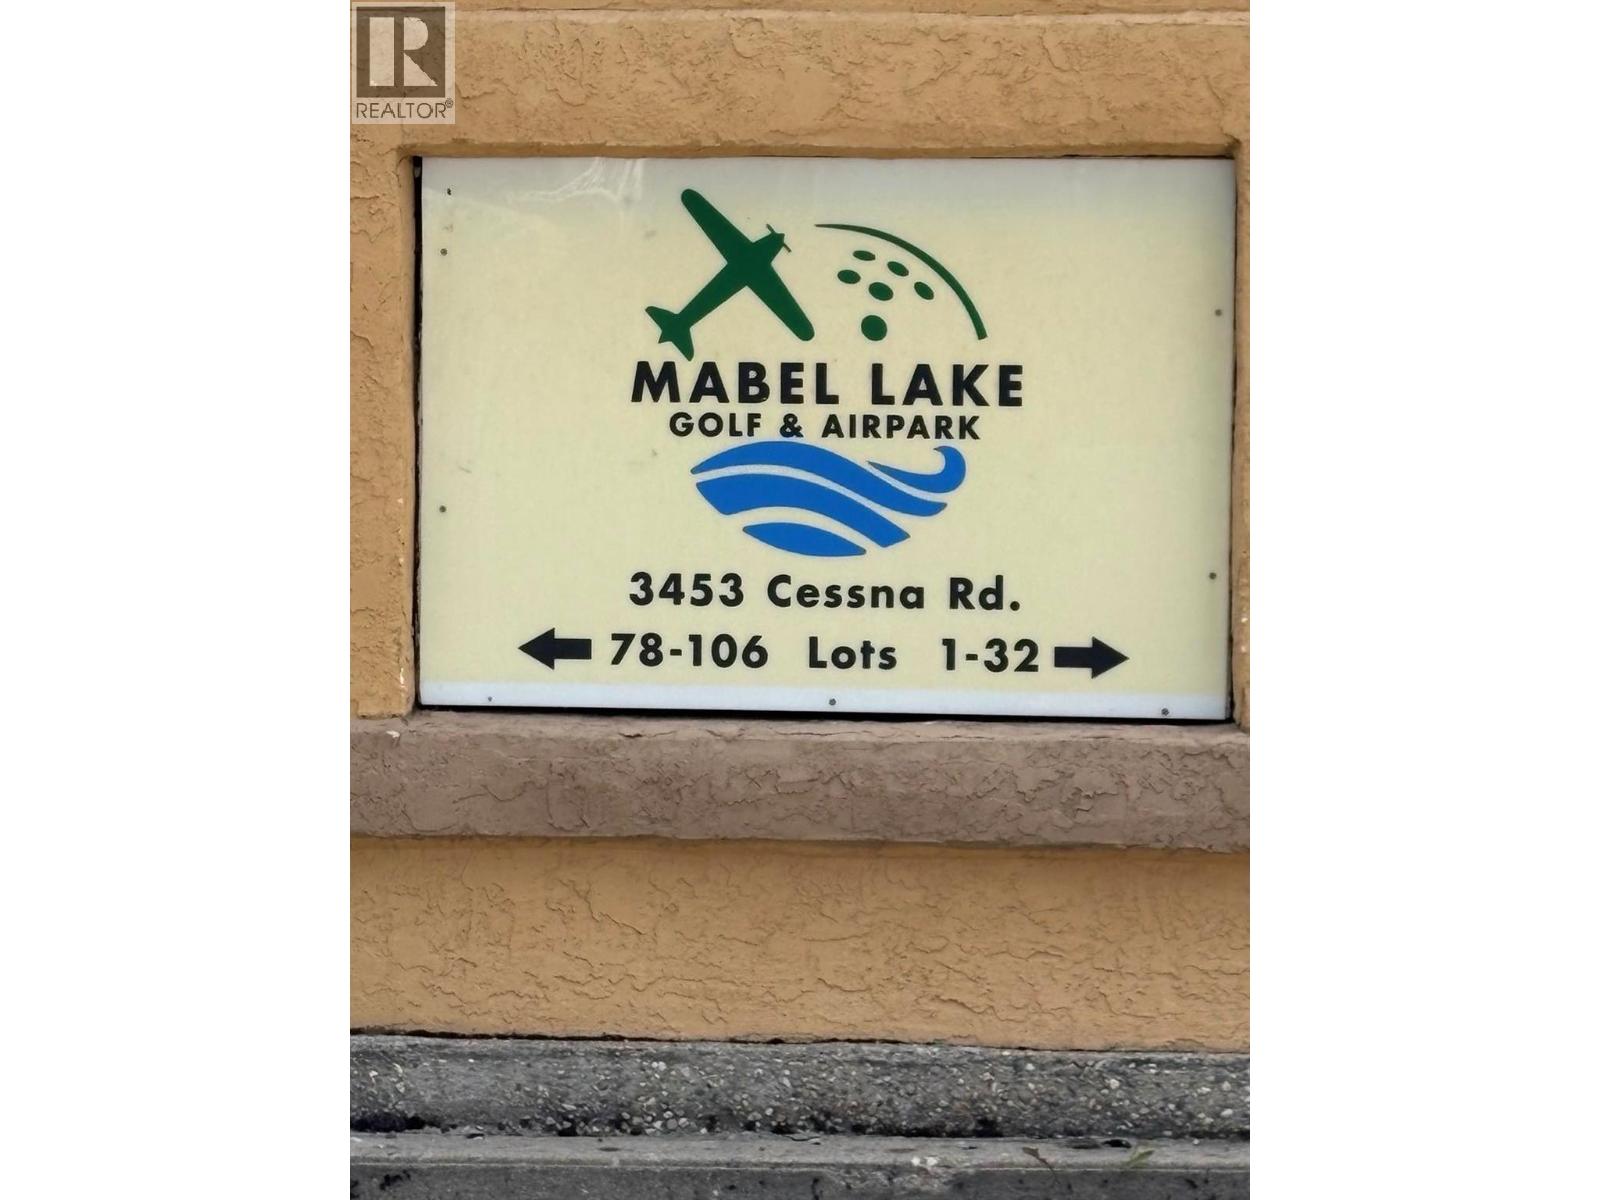 R
REALTOR®
MABEL LAKE
GOLF & AIRPARK
3453 Cessna Rd.
78-106 Lots 1-32